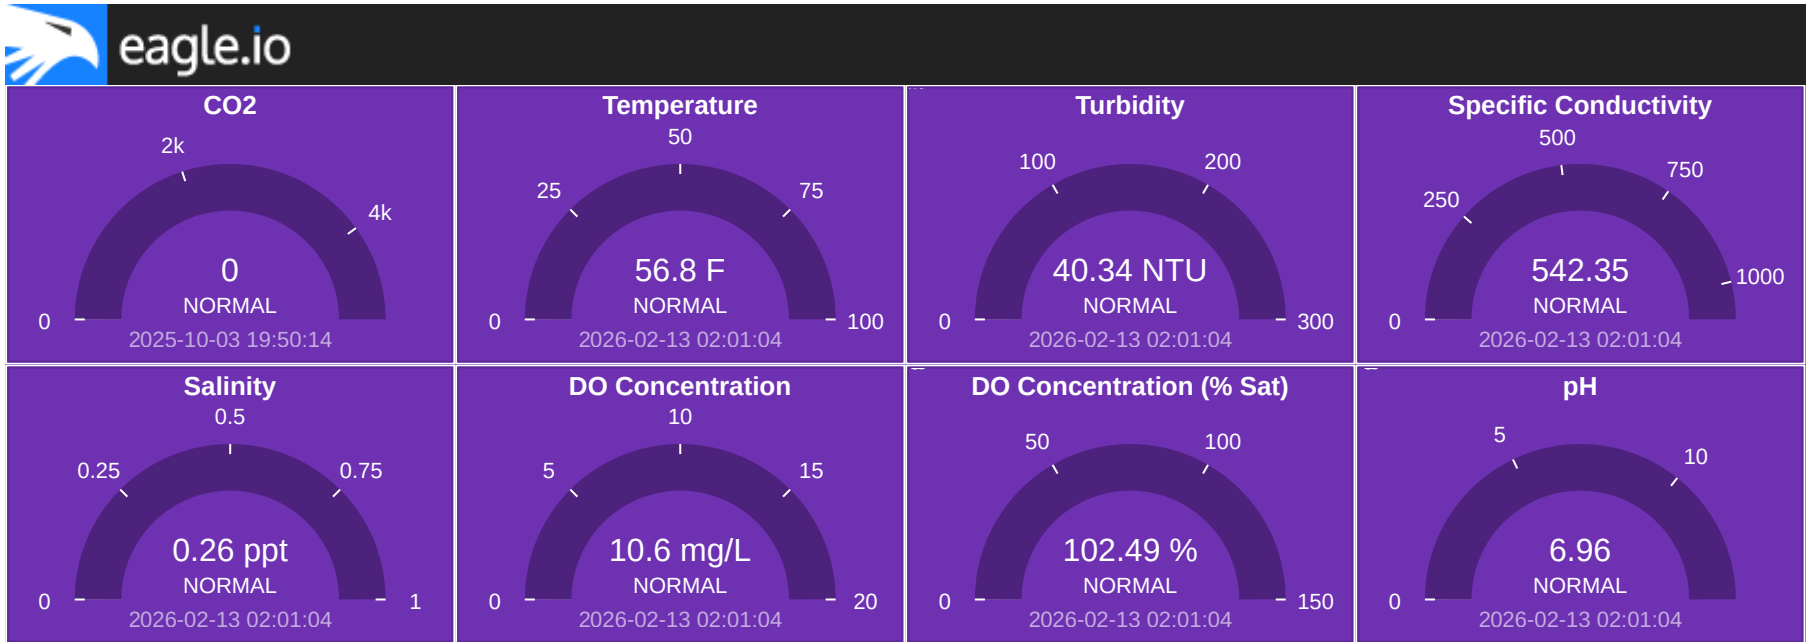 eagle.io
CO2
2k
4k
0
0
NORMAL
2025-10-03 19:50:14
Temperature
50
25
75
56.8 F
NORMAL
0
100
2026-02-13 02:01:04
Turbidity
100
200
40.34 NTU
NORMAL
0
300
2026-02-13 02:01:04
Specific Conductivity
500
750
250
542.35
1000
NORMAL
0
2026-02-13 02:01:04
Salinity
0.5
0.25
0.75
0.26 ppt
NORMAL
0
1
2026-02-13 02:01:04
DO Concentration
10
5
15
10.6 mg/L
NORMAL
0
20
2026-02-13 02:01:04
DO Concentration (% Sat)
50
100
102.49 %
NORMAL
0
150
2026-02-13 02:01:04
pH
5
10
6.96
NORMAL
0
2026-02-13 02:01:04